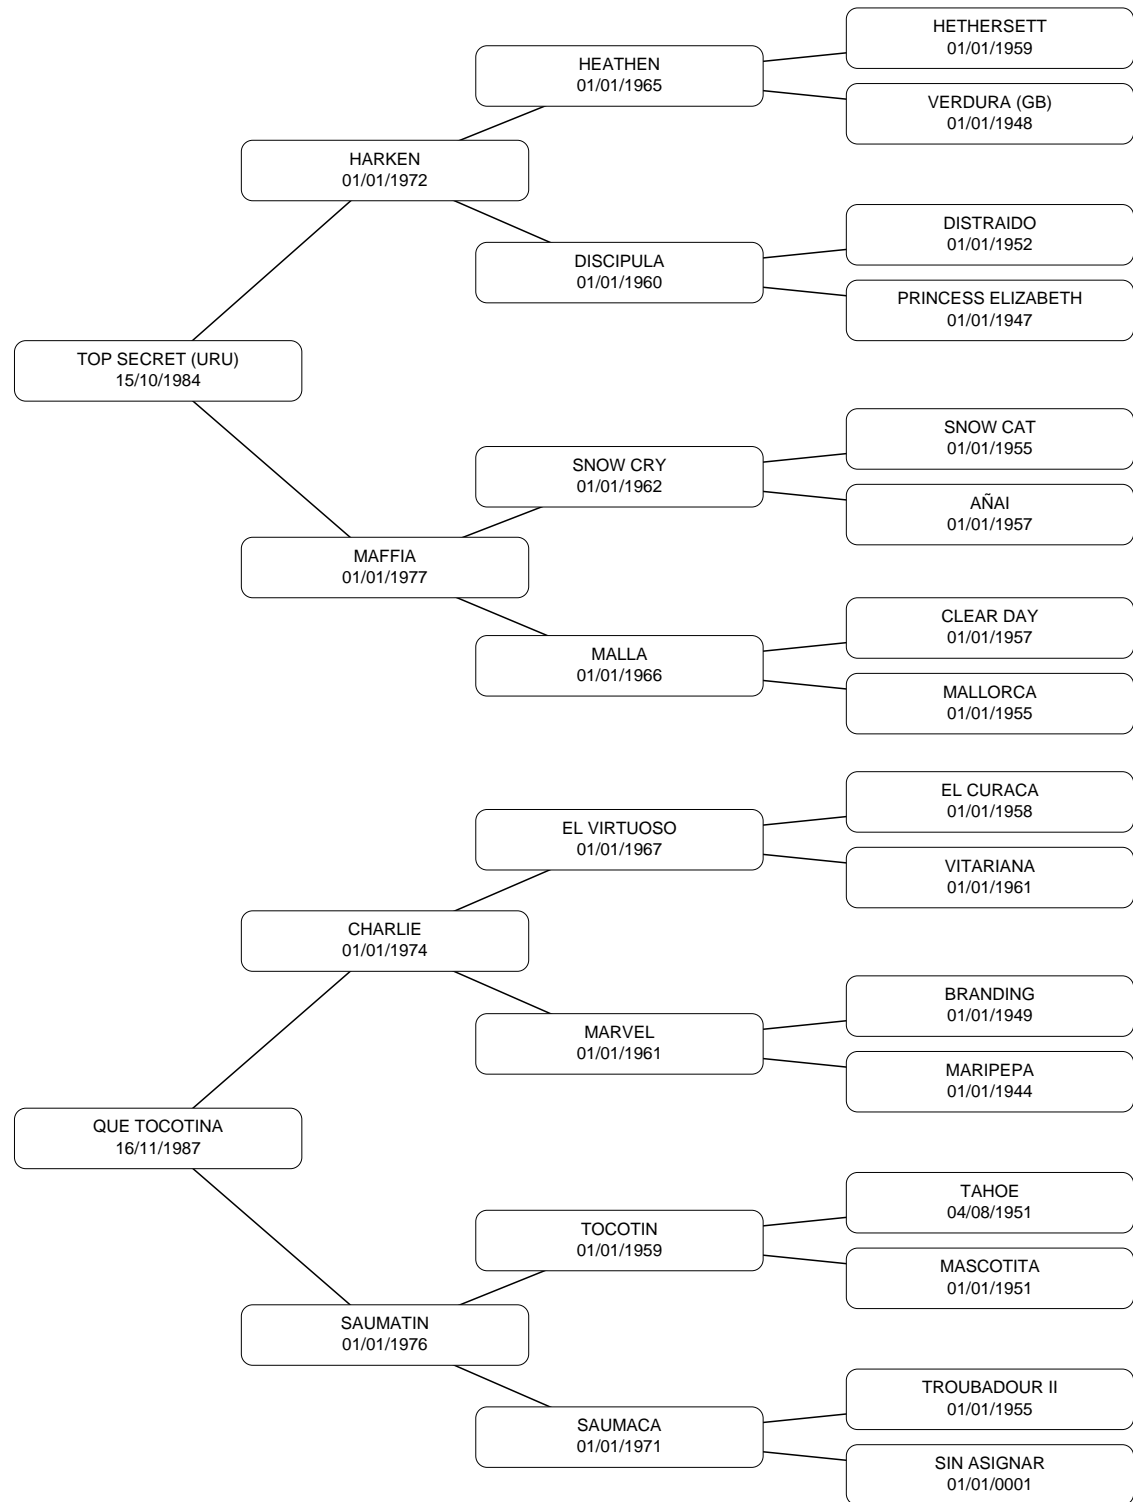 HETHERSETT
01/01/1959
HEATHEN
01/01/1965
VERDURA (GB)
01/01/1948
HARKEN
01/01/1972
DISTRAIDO
01/01/1952
DISCIPULA
01/01/1960
PRINCESS ELIZABETH
01/01/1947
TOP SECRET (URU)
15/10/1984
SNOW CAT
01/01/1955
SNOW CRY
01/01/1962
AÑAI
01/01/1957
MAFFIA
01/01/1977
CLEAR DAY
01/01/1957
MALLA
01/01/1966
MALLORCA
01/01/1955
EL CURACA
01/01/1958
EL VIRTUOSO
01/01/1967
VITARIANA
01/01/1961
CHARLIE
01/01/1974
BRANDING
01/01/1949
MARVEL
01/01/1961
MARIPEPA
01/01/1944
QUE TOCOTINA
16/11/1987
TAHOE
04/08/1951
TOCOTIN
01/01/1959
MASCOTITA
01/01/1951
SAUMATIN
01/01/1976
TROUBADOUR II
01/01/1955
SAUMACA
01/01/1971
SIN ASIGNAR
01/01/0001